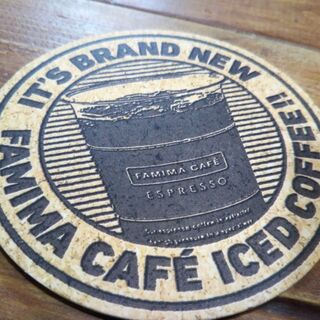 IT'S BRAND NEW
FAMIMA CAFÉ ICED COFFEE!!
FAMIMA CAFÉ
ESPRESSO